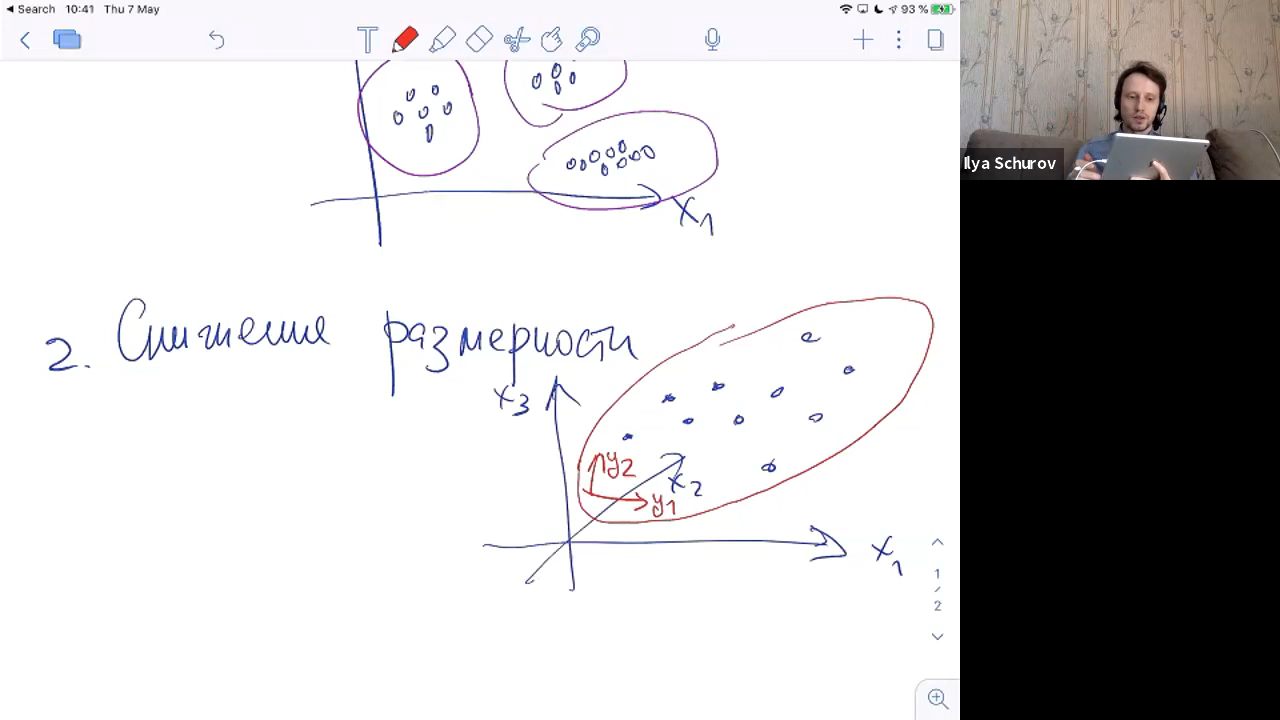 Search 10:41 Thu 7 May 93 %
T
Ilya Schurov
x1
2. Снижение размерности
x3
y2
x2
y1
x1
1
/
2